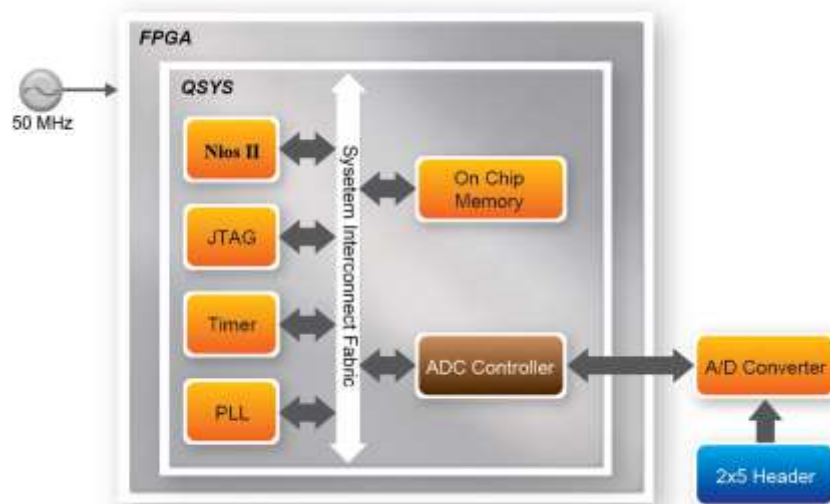 FPGA
QSYS
50 MHz
Nios II
JTAG
Timer
PLL
Sysetem Interconnect Fabric
On Chip
Memory
ADC Controller
A/D Converter
2x5 Header